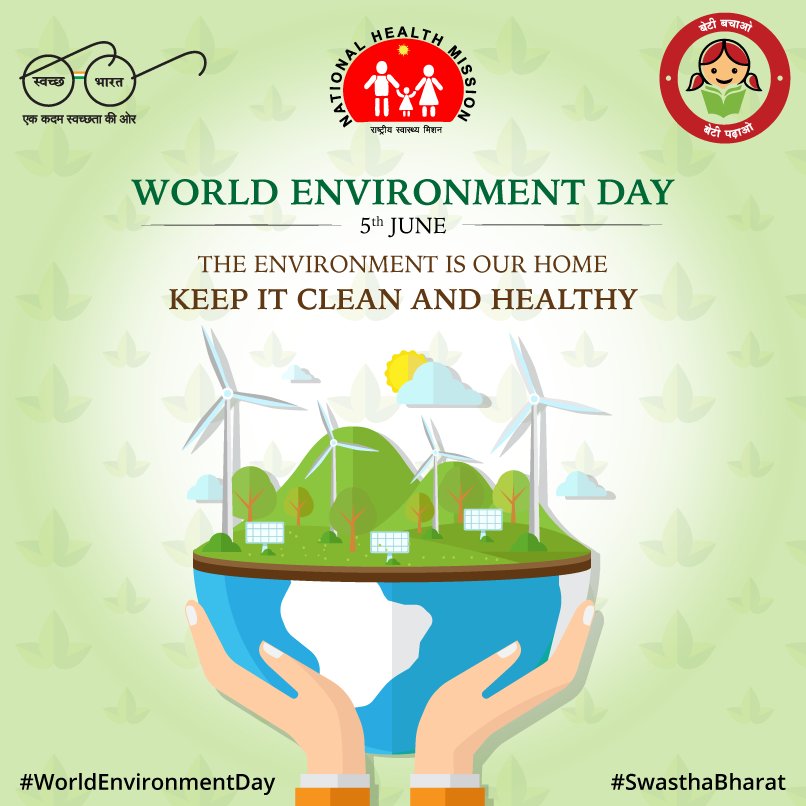 स्वच्छ भारत
एक कदम स्वच्छता की ओर
NATIONAL HEALTH MISSION
राष्ट्रीय स्वास्थ्य मिशन
बेटी बचाओ
बेटी पढ़ाओ
WORLD ENVIRONMENT DAY
5th JUNE
THE ENVIRONMENT IS OUR HOME
KEEP IT CLEAN AND HEALTHY
#WorldEnvironmentDay
#SwasthaBharat